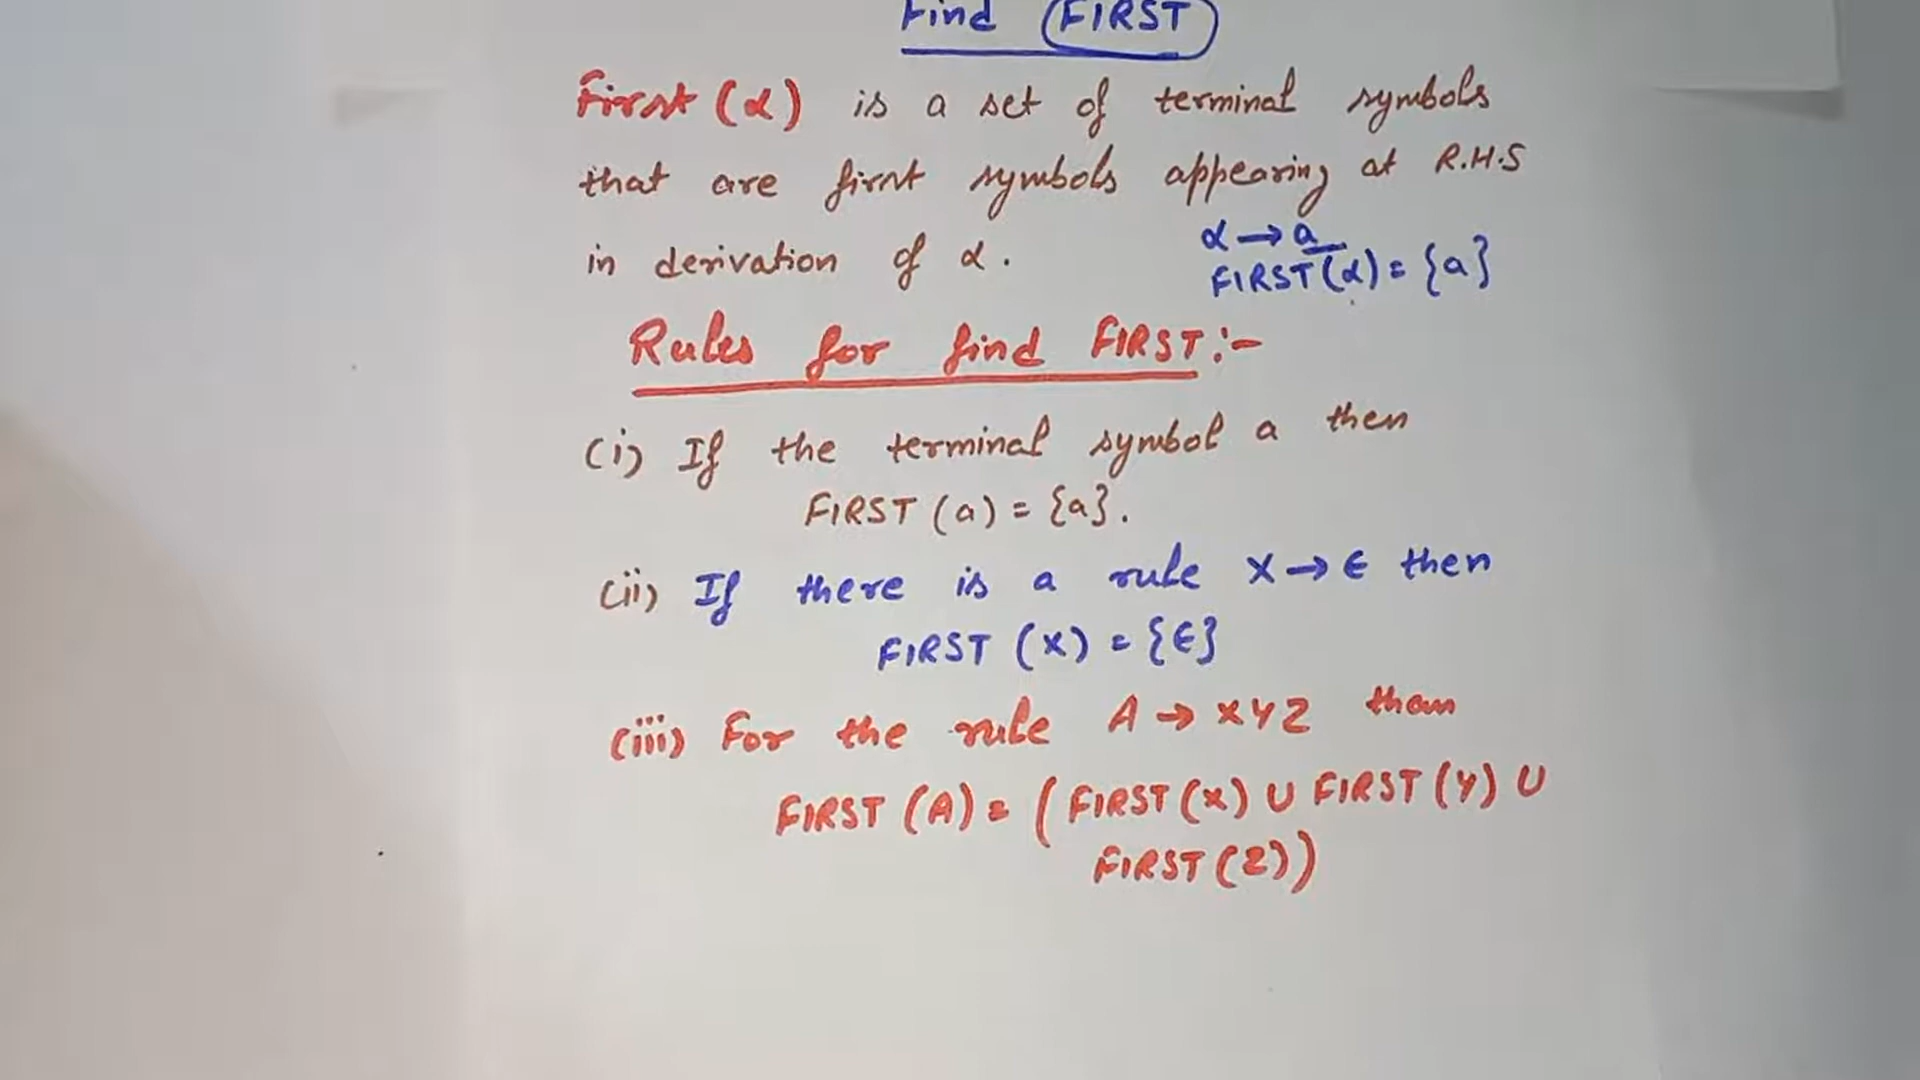 Find FIRST
First (α) is a set of terminal symbols
that are first symbols appearing at R.H.S
in derivation of α.
α → a
FIRST(α) = {a}
Rules for find FIRST:-
(i) If the terminal symbol a then
FIRST (a) = {a}.
(ii) If there is a rule X → ε then
FIRST (X) = {ε}
(iii) For the rule A → XYZ than
FIRST (A) = (FIRST(X) ∪ FIRST(Y) ∪
FIRST(Z))